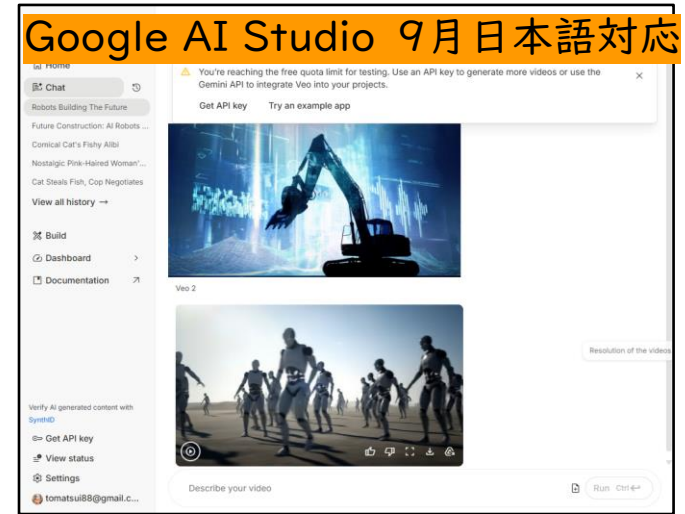 Google AI Studio 9月日本語対応
Home
You're reaching the free quota limit for testing. Use an API key to generate more videos or use the
Gemini API to integrate Veo into your projects.
Get API key Try an example app
Chat
Robots Building The Future
Future Construction: AI Robots ...
Comical Cat's Fishy Alibi
Nostalgic Pink-Haired Woman'...
Cat Steals Fish, Cop Negotiates
View all history →
Build
Dashboard
Documentation
Veo 2
Resolution of the videos
Verify AI generated content with
SynthID
Get API key
View status
Settings
tomatsui88@gmail.c...
Describe your video
Run Ctrl